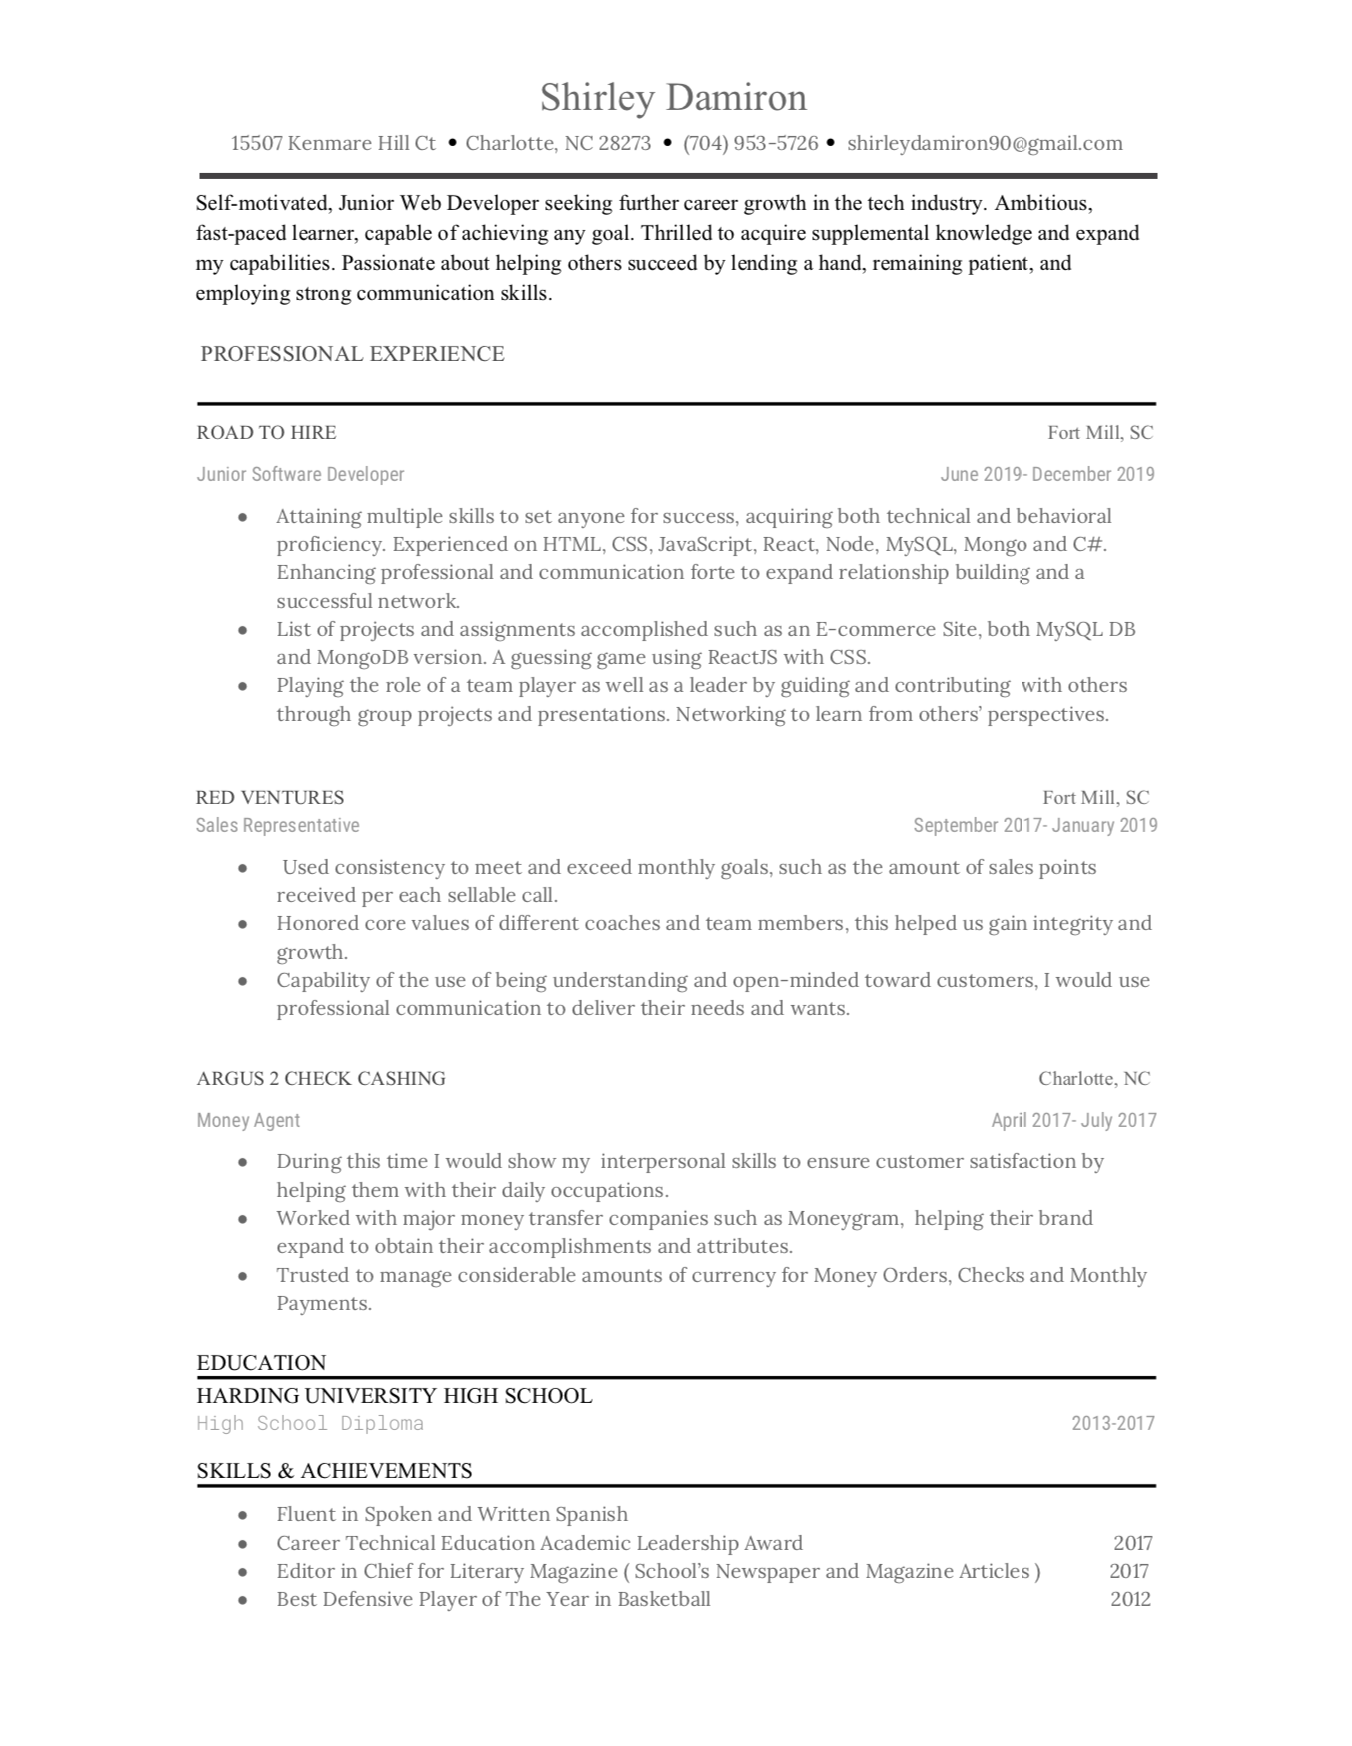 Shirley Damiron
15507 Kenmare Hill Ct • Charlotte, NC 28273 • (704) 953-5726 • shirleydamiron90@gmail.com
Self-motivated, Junior Web Developer seeking further career growth in the tech industry. Ambitious,
fast-paced learner, capable of achieving any goal. Thrilled to acquire supplemental knowledge and expand
my capabilities. Passionate about helping others succeed by lending a hand, remaining patient, and
employing strong communication skills.
PROFESSIONAL EXPERIENCE
ROAD TO HIRE Fort Mill, SC
Junior Software Developer June 2019- December 2019
● Attaining multiple skills to set anyone for success, acquiring both technical and behavioral
proficiency. Experienced on HTML, CSS, JavaScript, React, Node, MySQL, Mongo and C#.
Enhancing professional and communication forte to expand relationship building and a
successful network.
● List of projects and assignments accomplished such as an E-commerce Site, both MySQL DB
and MongoDB version. A guessing game using ReactJS with CSS.
● Playing the role of a team player as well as a leader by guiding and contributing with others
through group projects and presentations. Networking to learn from others’ perspectives.
RED VENTURES Fort Mill, SC
Sales Representative September 2017- January 2019
● Used consistency to meet and exceed monthly goals, such as the amount of sales points
received per each sellable call.
● Honored core values of different coaches and team members, this helped us gain integrity and
growth.
● Capability of the use of being understanding and open-minded toward customers, I would use
professional communication to deliver their needs and wants.
ARGUS 2 CHECK CASHING Charlotte, NC
Money Agent April 2017- July 2017
● During this time I would show my interpersonal skills to ensure customer satisfaction by
helping them with their daily occupations.
● Worked with major money transfer companies such as Moneygram, helping their brand
expand to obtain their accomplishments and attributes.
● Trusted to manage considerable amounts of currency for Money Orders, Checks and Monthly
Payments.
EDUCATION
HARDING UNIVERSITY HIGH SCHOOL
High School Diploma 2013-2017
SKILLS & ACHIEVEMENTS
● Fluent in Spoken and Written Spanish
● Career Technical Education Academic Leadership Award 2017
● Editor in Chief for Literary Magazine ( School’s Newspaper and Magazine Articles ) 2017
● Best Defensive Player of The Year in Basketball 2012